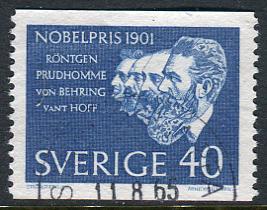 NOBELPRIS 1901
RÖNTGEN
PRUDHOMME
VON BEHRING
VANT HOFF
SVERIGE 40
11 8 65